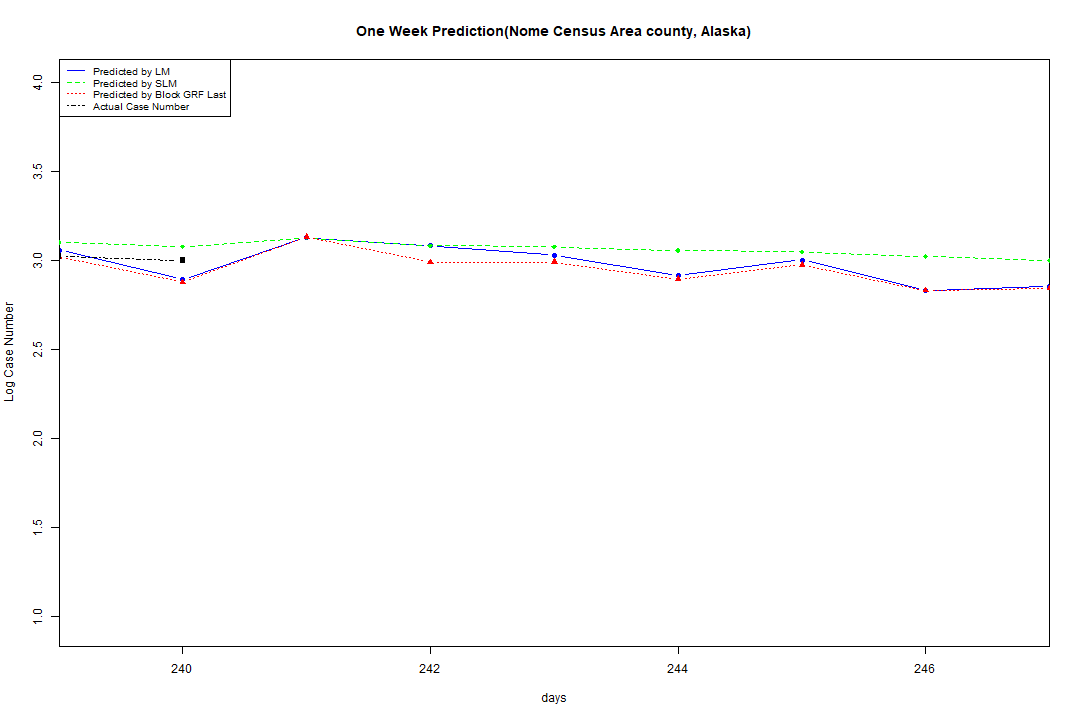 One Week Prediction(Nome Census Area county, Alaska)
Predicted by LM
Predicted by SLM
Predicted by Block GRF Last
Actual Case Number
4.0
3.5
3.0
2.5
2.0
1.5
1.0
Log Case Number
240
242
244
246
days